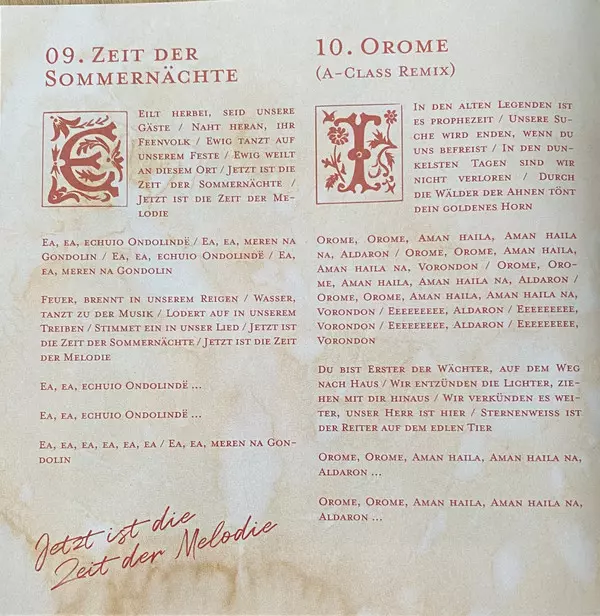 09. Zeit der
Sommernächte
Eilt herbei, seid unsere
Gäste / Naht heran, ihr
Feenvolk / Ewig tanzt auf
unserem Feste / Ewig weilt
an diesem Ort / Jetzt ist die
Zeit der Sommernächte /
Jetzt ist die Zeit der Me-
lodie
Ea, ea, echuio Ondolindë / Ea, ea, meren na
Gondolin / Ea, ea, echuio Ondolindë / Ea,
ea, meren na Gondolin
Feuer, brennt in unserem Reigen / Wasser,
tanzt zu der Musik / Lodert auf in unserem
Treiben / Stimmet ein in unser Lied / Jetzt ist
die Zeit der Sommernächte / Jetzt ist die Zeit
der Melodie
Ea, ea, echuio Ondolindë ...
Ea, ea, echuio Ondolindë ...
Ea, ea, ea, ea, ea, ea / Ea, ea, meren na Gon-
dolin
Jetzt ist die
Zeit der Melodie
10. Orome
(A-Class Remix)
In den alten Legenden ist
es prophezeit / Unsere Su-
che wird enden, wenn du
uns befreist / In den dun-
kelsten Tagen sind wir
nicht verloren / Durch
die Wälder der Ahnen tönt
dein goldenes Horn
Orome, Orome, Aman haila, Aman haila
na, Aldaron / Orome, Orome, Aman haila,
Aman haila na, Vorondon / Orome, Oro-
me, Aman haila, Aman haila na, Aldaron /
Orome, Orome, Aman haila, Aman haila na,
Vorondon / Eeeeeeee, Aldaron / Eeeeeeee,
Vorondon / Eeeeeeee, Aldaron / Eeeeeeee,
Vorondon
Du bist Erster der Wächter, auf dem Weg
nach Haus / Wir entzünden die Lichter, zie-
hen mit dir hinaus / Wir verkünden es wei-
ter, unser Herr ist hier / Sternenweiss ist
der Reiter auf dem edlen Tier
Orome, Orome, Aman haila, Aman haila na,
Aldaron ...
Orome, Orome, Aman haila, Aman haila na,
Aldaron ...